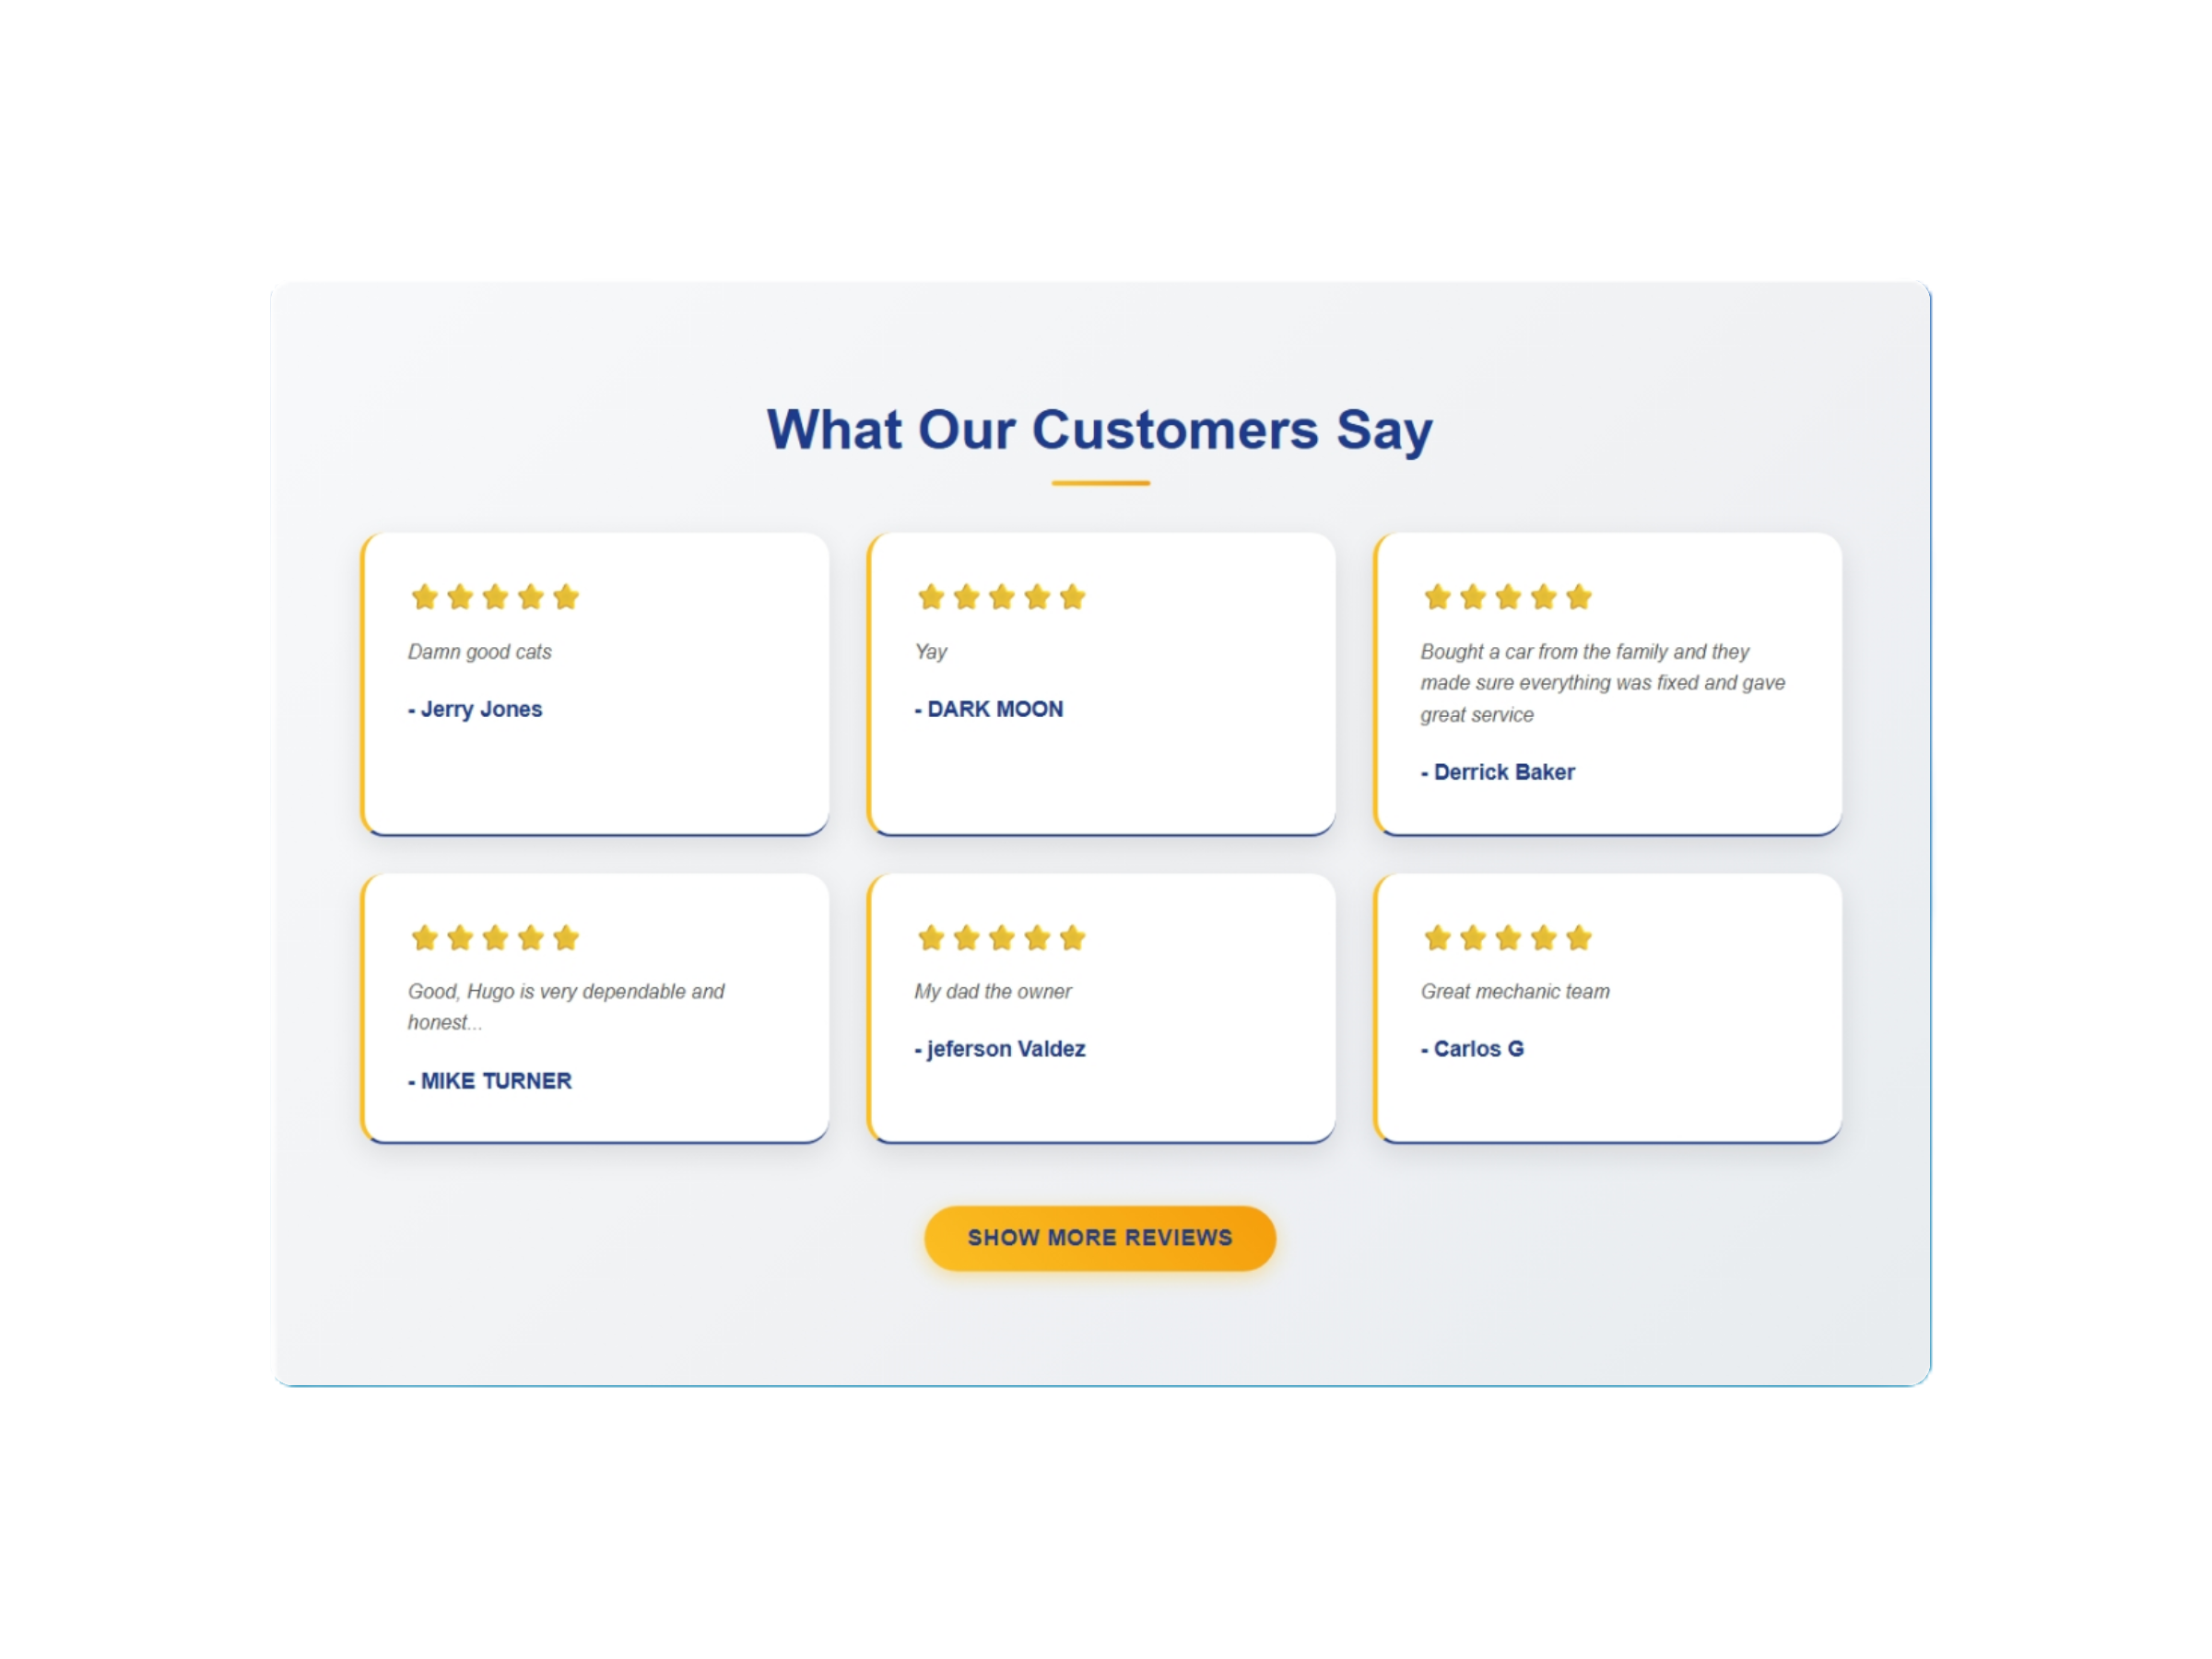 What Our Customers Say
Damn good cats
- Jerry Jones
Yay
- DARK MOON
Bought a car from the family and they
made sure everything was fixed and gave
great service
- Derrick Baker
Good, Hugo is very dependable and
honest...
- MIKE TURNER
My dad the owner
- jeferson Valdez
Great mechanic team
- Carlos G
SHOW MORE REVIEWS